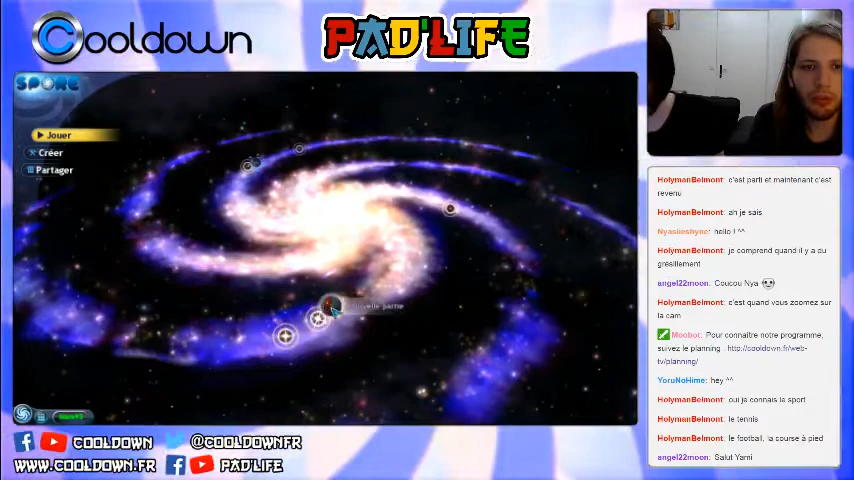 Cooldown
PAD'LIFE
SPORE
Jouer
Créer
Partager
Nouvelle partie
HolymanBelmont: c'est parti et maintenant c'est
revenu
HolymanBelmont: ah je sais
Nyasiieshyne: hello ! ^^
HolymanBelmont: je comprend quand il y a du
gresillement
angel22moon: Coucou Nya
HolymanBelmont: c'est quand vous zoomez sur
la cam
Moobot: Pour connaître notre programme,
suivez le planning : http://cooldown.fr/web-
tv/planning/
YoruNoHime: hey ^^
HolymanBelmont: oui je connais le sport
HolymanBelmont: le tennis
HolymanBelmont: le football, la course à pied
angel22moon: Salut Yami
COOLDOWN
@COOLDOWNFR
WWW.COOLDOWN.FR
PAD'LIFE